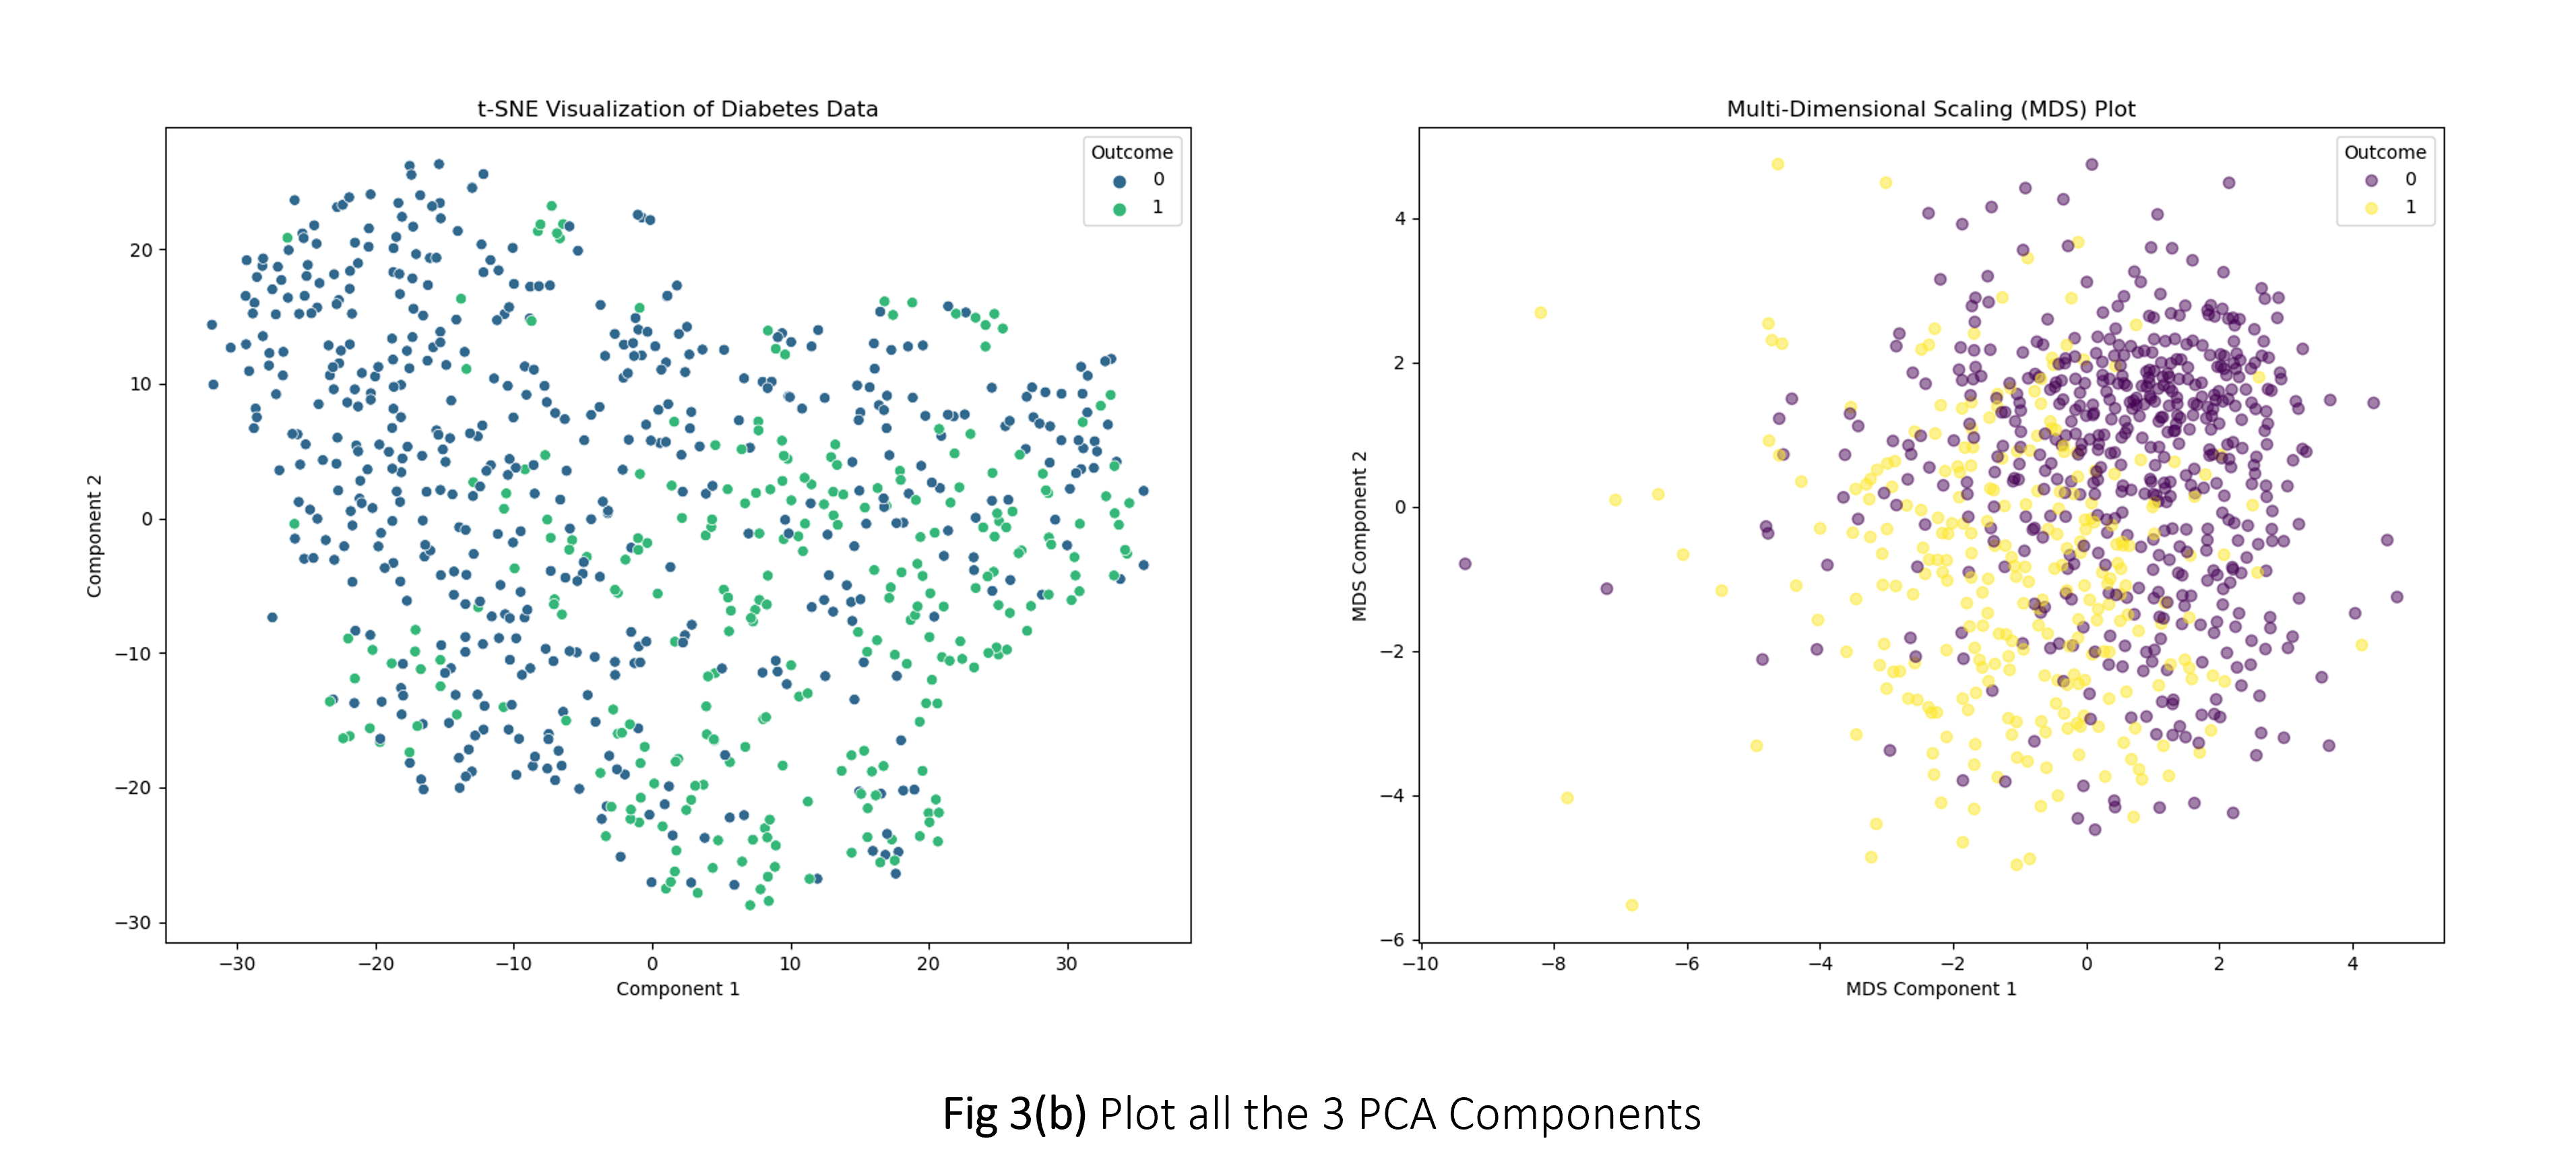 t-SNE Visualization of Diabetes Data
Outcome
0
1
20
10
0
−10
−20
−30
Component 2
−30 −20 −10 0 10 20 30
Component 1
Multi-Dimensional Scaling (MDS) Plot
Outcome
0
1
4
2
0
−2
−4
−6
MDS Component 2
−10 −8 −6 −4 −2 0 2 4
MDS Component 1
Fig 3(b) Plot all the 3 PCA Components